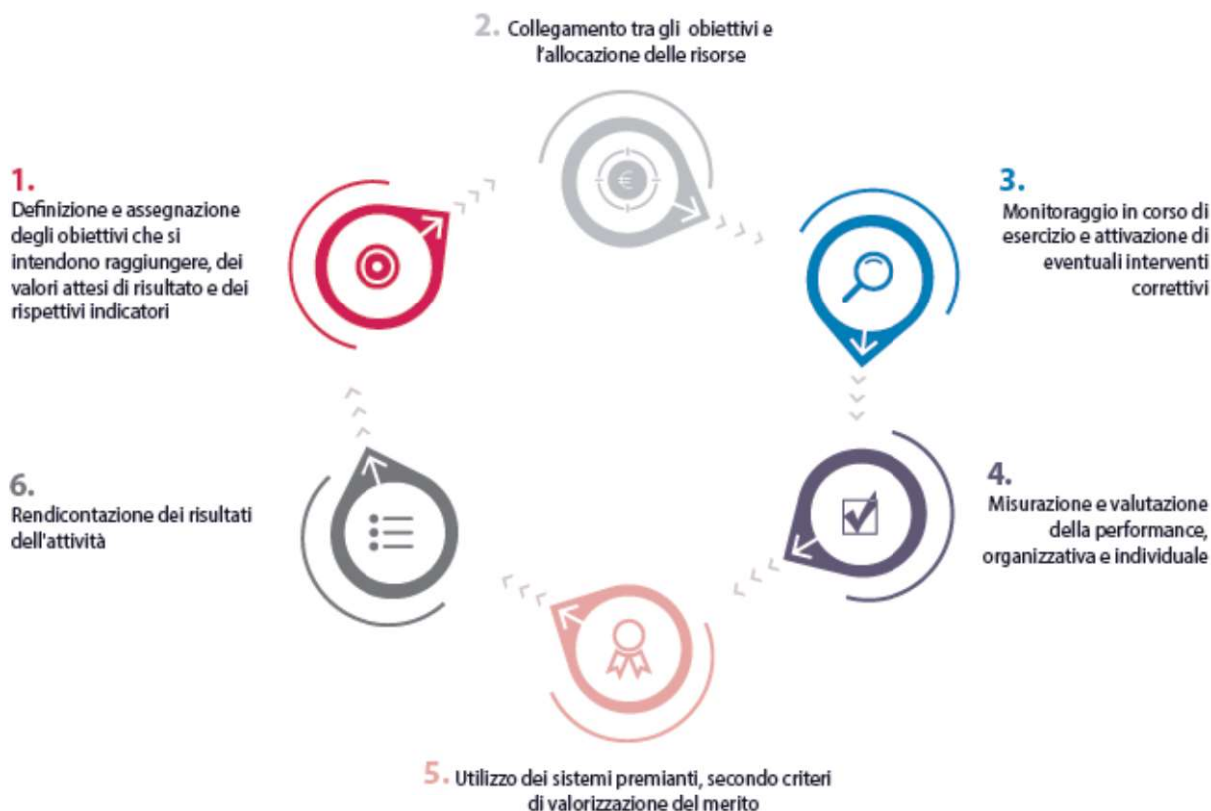 1.
Definizione e assegnazione
degli obiettivi che si
intendono raggiungere, dei
valori attesi di risultato e dei
rispettivi indicatori
2. Collegamento tra gli obiettivi e
l'allocazione delle risorse
€
3.
Monitoraggio in corso di
esercizio e attivazione di
eventuali interventi
correttivi
4.
Misurazione e valutazione
della performance,
organizzativa e individuale
5. Utilizzo dei sistemi premianti, secondo criteri
di valorizzazione del merito
6.
Rendicontazione dei risultati
dell'attività